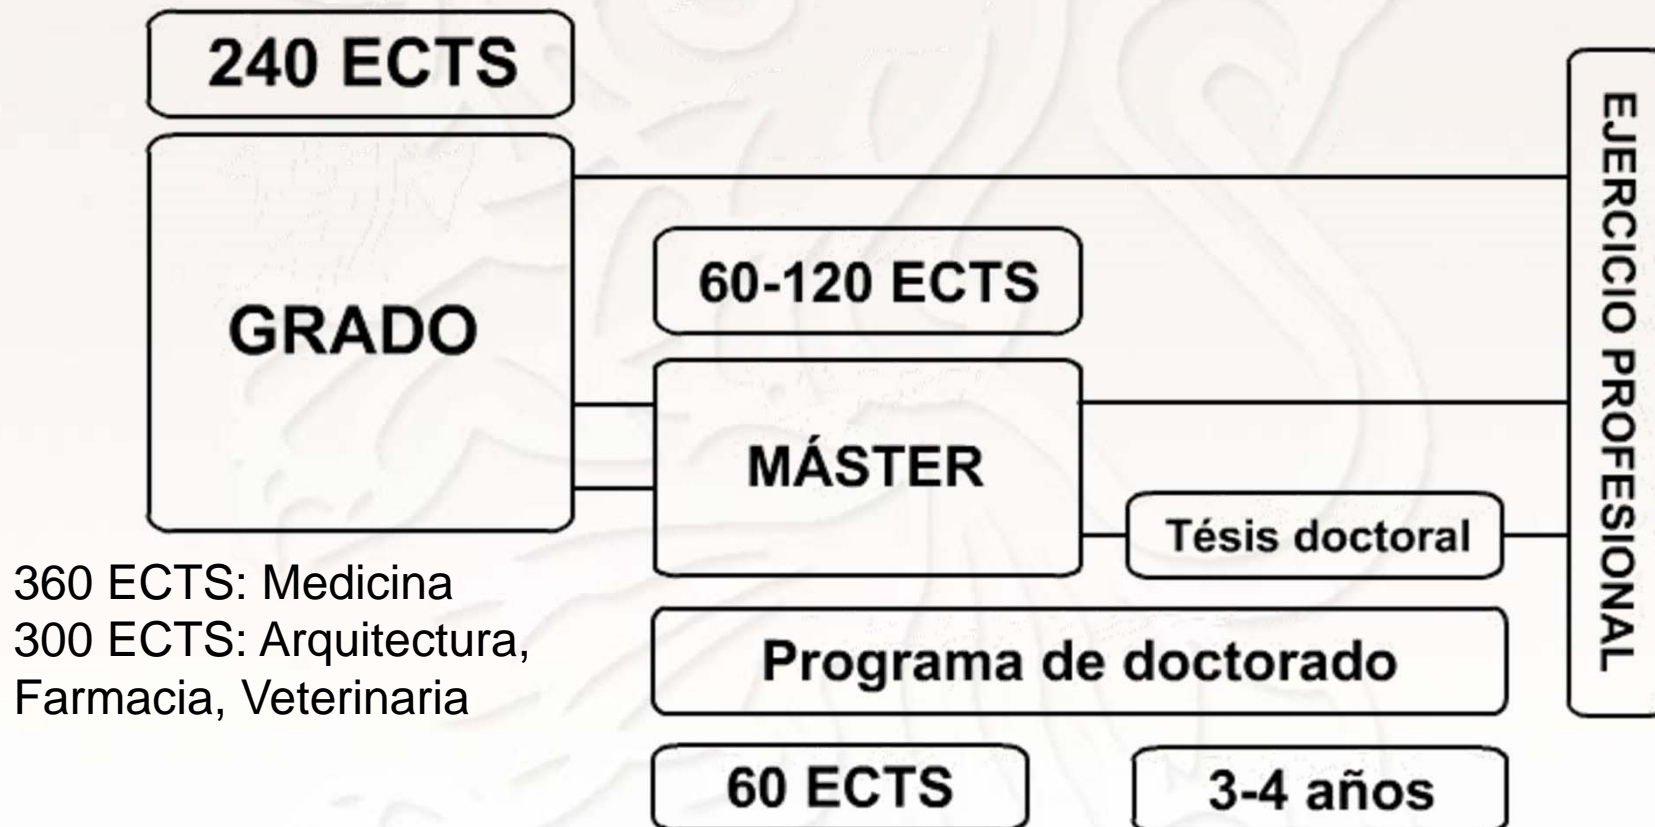 240 ECTS
GRADO
60-120 ECTS
MÁSTER
Tésis doctoral
Programa de doctorado
60 ECTS
3-4 años
EJERCICIO PROFESIONAL
360 ECTS: Medicina
300 ECTS: Arquitectura,
Farmacia, Veterinaria